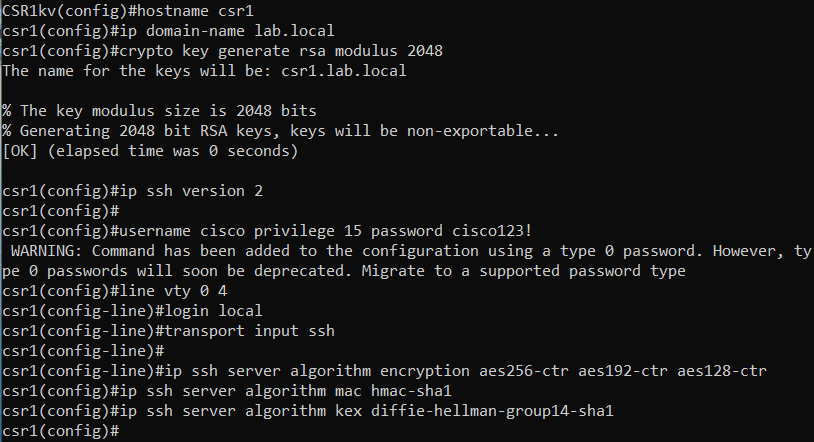 CSR1kv(config)#hostname csr1
csr1(config)#ip domain-name lab.local
csr1(config)#crypto key generate rsa modulus 2048
The name for the keys will be: csr1.lab.local

% The key modulus size is 2048 bits
% Generating 2048 bit RSA keys, keys will be non-exportable...
[OK] (elapsed time was 0 seconds)

csr1(config)#ip ssh version 2
csr1(config)#
csr1(config)#username cisco privilege 15 password cisco123!
 WARNING: Command has been added to the configuration using a type 0 password. However, ty
pe 0 passwords will soon be deprecated. Migrate to a supported password type
csr1(config)#line vty 0 4
csr1(config-line)#login local
csr1(config-line)#transport input ssh
csr1(config-line)#
csr1(config-line)#ip ssh server algorithm encryption aes256-ctr aes192-ctr aes128-ctr
csr1(config)#ip ssh server algorithm mac hmac-sha1
csr1(config)#ip ssh server algorithm kex diffie-hellman-group14-sha1
csr1(config)#